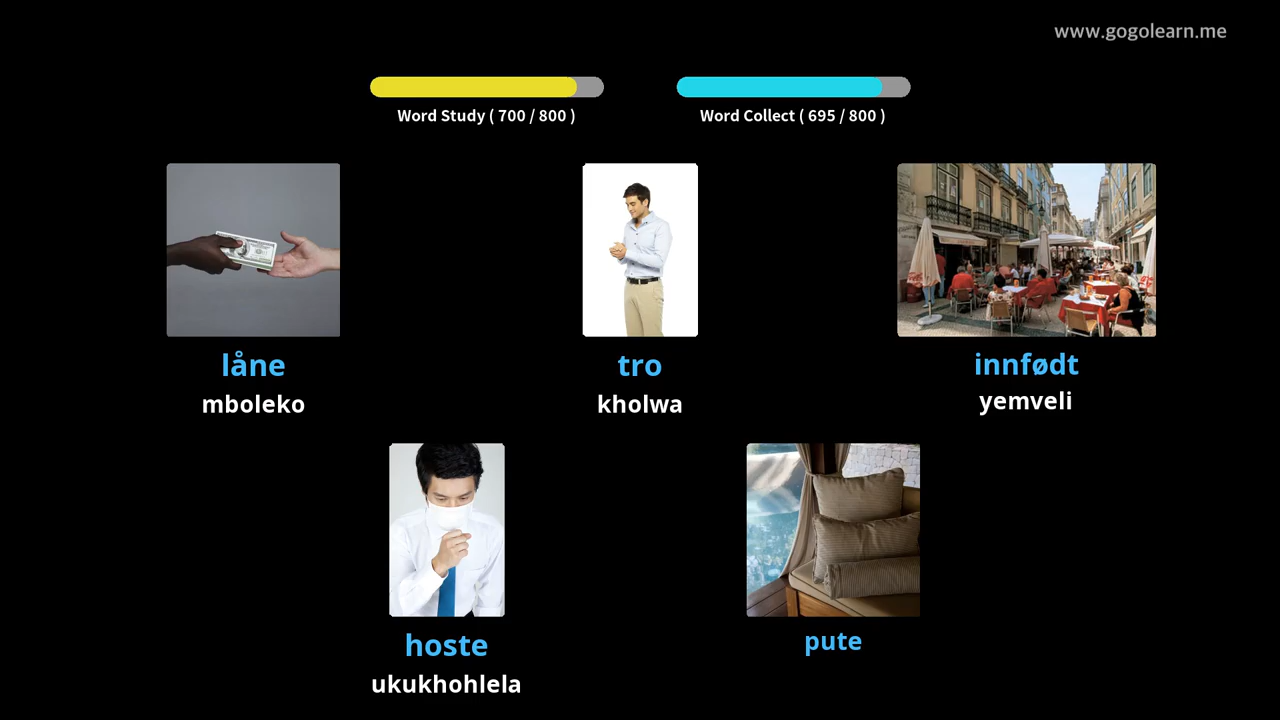 www.gogolearn.me
Word Study ( 700 / 800 )
Word Collect ( 695 / 800 )
låne
mboleko
tro
kholwa
innfødt
yemveli
hoste
ukukhohlela
pute